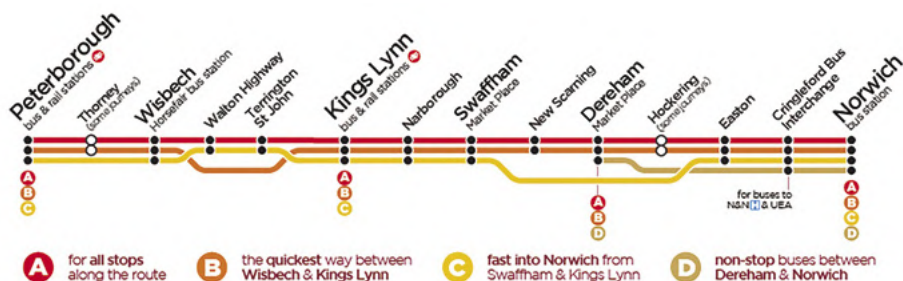 Peterborough
bus & rail stations
Thorney
(some journeys)
Wisbech
Horsefair bus station
Walton Highway
Terrington
St John
Kings Lynn
bus & rail stations
Narborough
Swaffham
Market Place
New Scarning
Dereham
Market Place
Hockering
(some journeys)
Easton
Cringleford Bus
Interchange
Norwich
bus station
A
B
C
A
B
C
A
B
D
for buses to
N&N H & UEA
A
B
C
D
A for all stops
along the route
B the quickest way between
Wisbech & Kings Lynn
C fast into Norwich from
Swaffham & Kings Lynn
D non-stop buses between
Dereham & Norwich